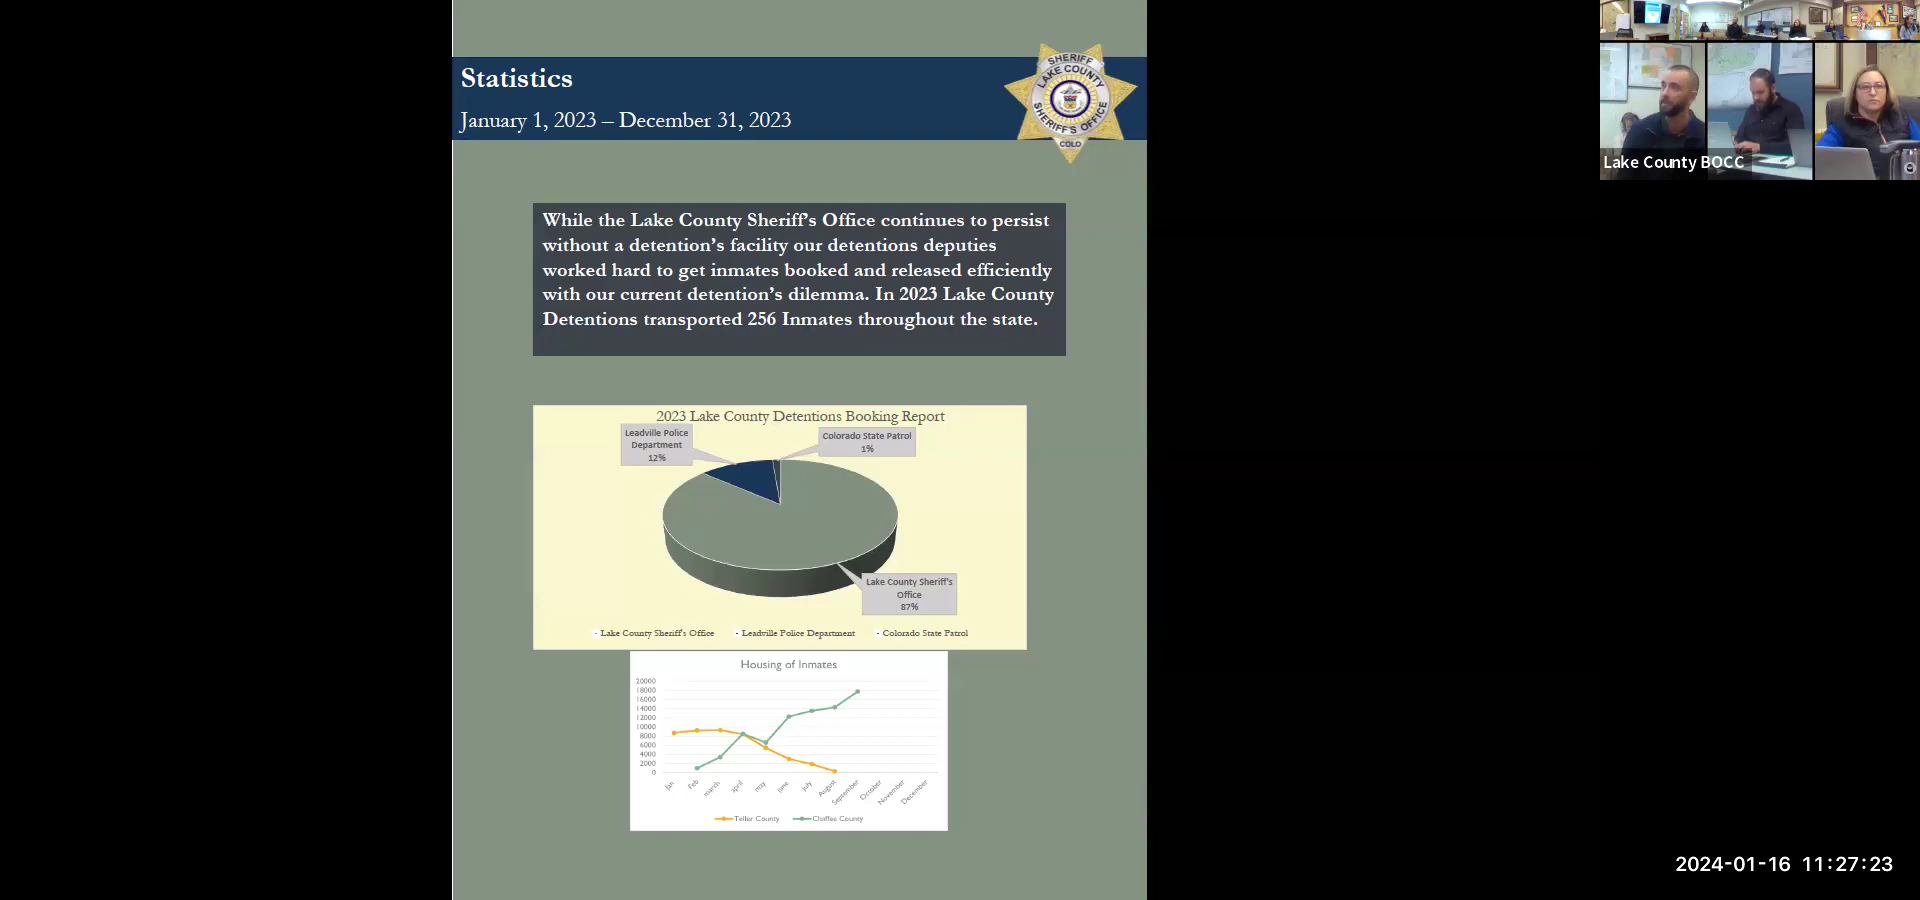 Statistics
January 1, 2023 – December 31, 2023
SHERIFF
LAKE COUNTY
SHERIFF'S OFFICE
COLO
While the Lake County Sheriff's Office continues to persist
without a detention's facility our detentions deputies
worked hard to get inmates booked and released efficiently
with our current detention's dilemma. In 2023 Lake County
Detentions transported 256 Inmates throughout the state.
2023 Lake County Detentions Booking Report
Leadville Police
Department
12%
Colorado State Patrol
1%
Lake County Sheriff's
Office
87%
Lake County Sheriff's Office
Leadville Police Department
Colorado State Patrol
Housing of Inmates
20000
18000
16000
14000
12000
10000
8000
6000
4000
2000
0
Jan
Feb
march
april
may
june
july
August
September
October
November
December
Teller County
Chaffee County
Lake County BOCC
2024-01-16 11:27:23